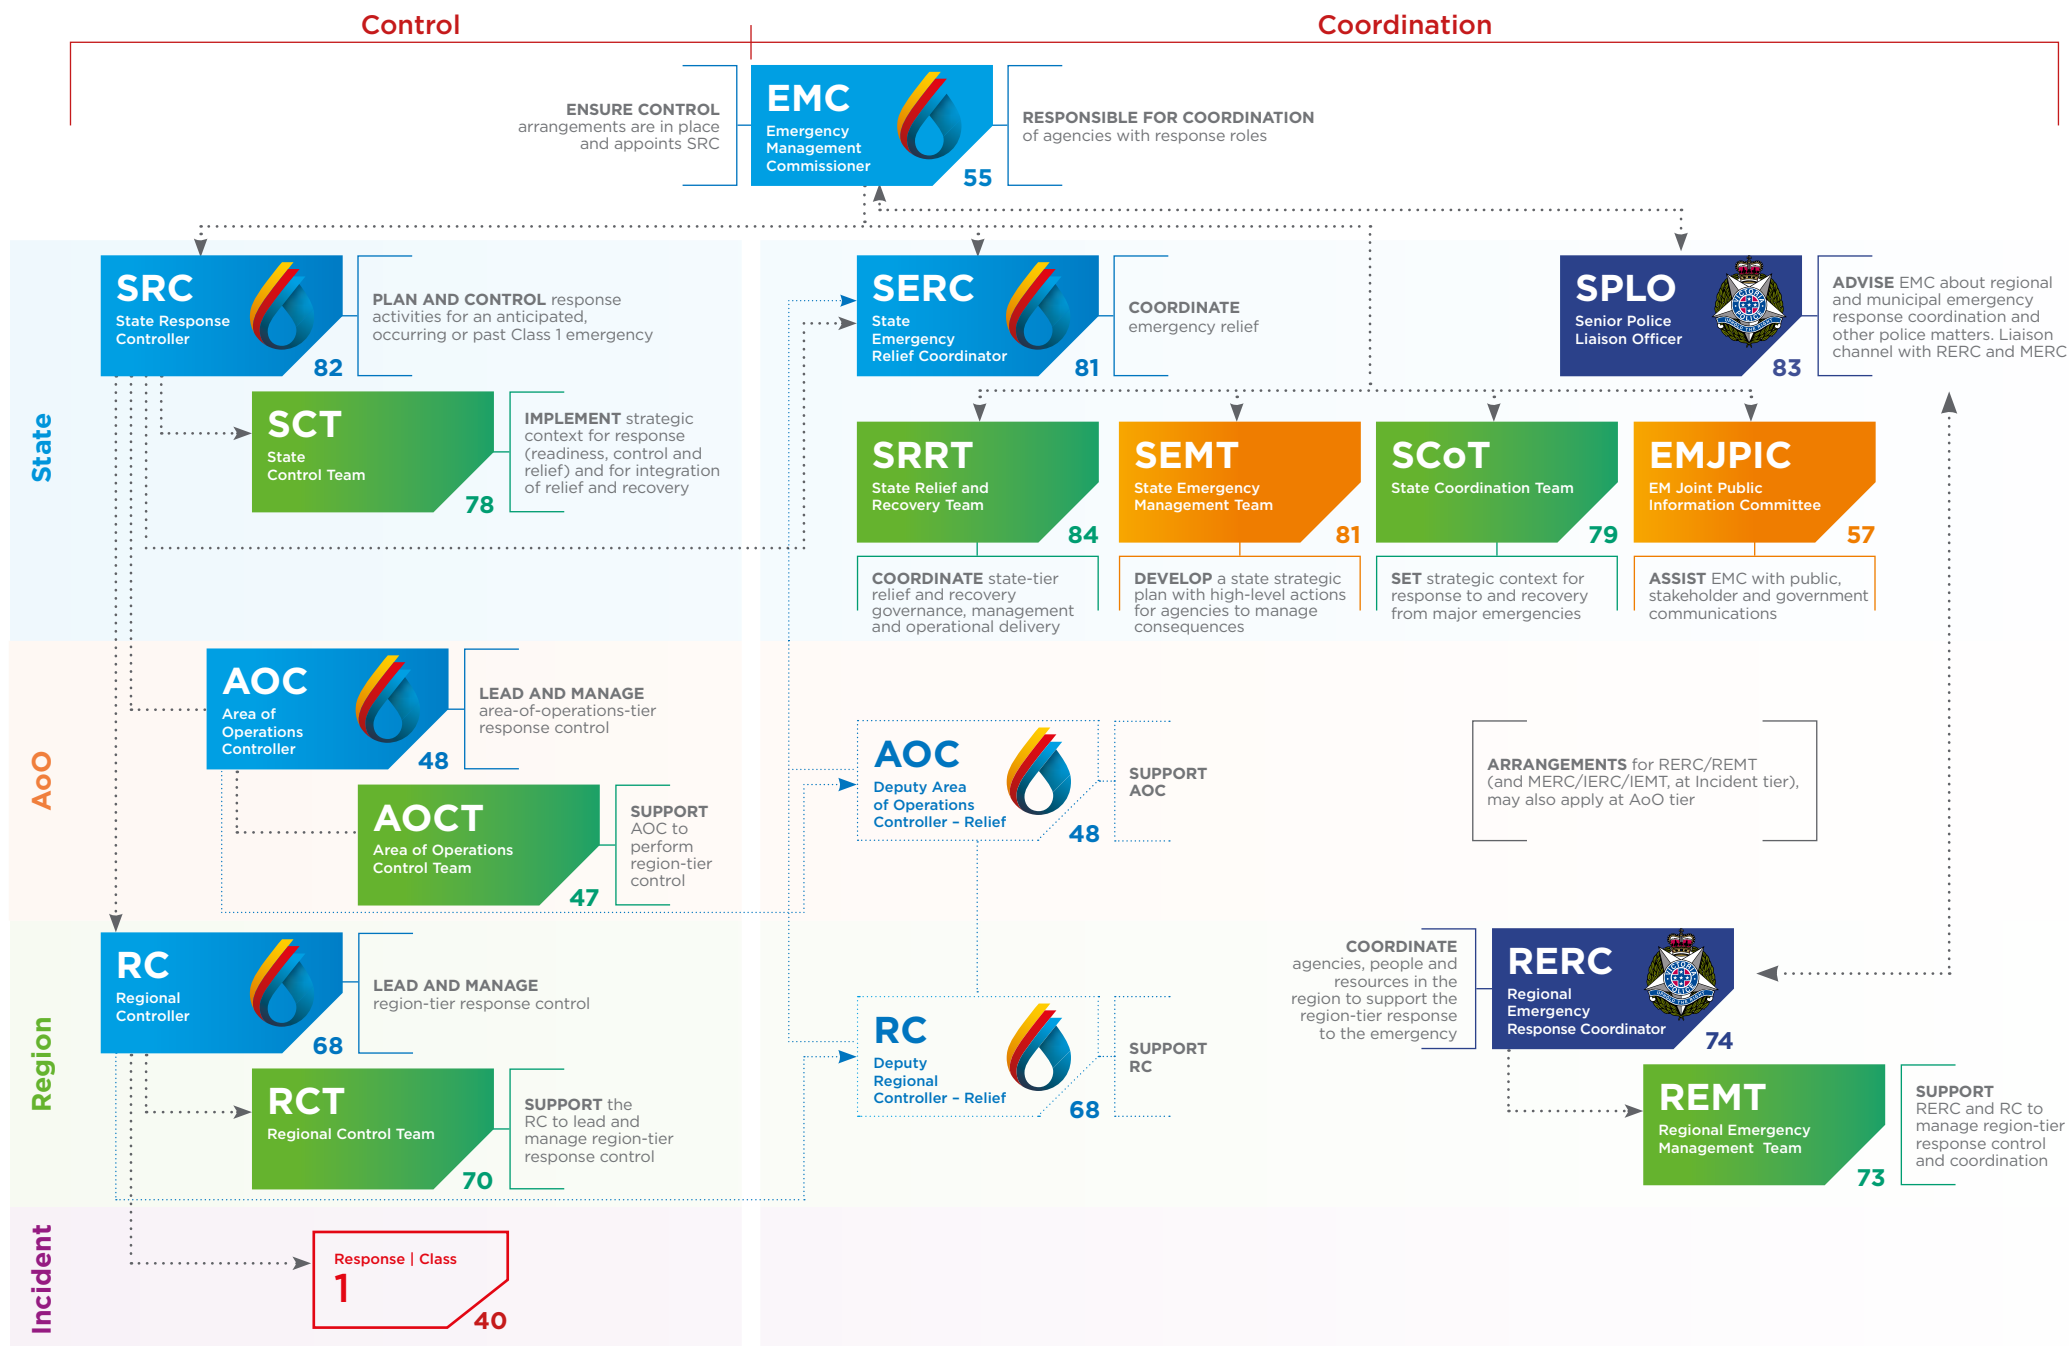 Control
Coordination
ENSURE CONTROL
arrangements are in place
and appoints SRC
EMC
Emergency
Management
Commissioner
55
RESPONSIBLE FOR COORDINATION
of agencies with response roles
State
SRC
State Response
Controller
82
PLAN AND CONTROL response
activities for an anticipated,
occurring or past Class 1 emergency
SERC
State
Emergency
Relief Coordinator
81
COORDINATE
emergency relief
SPLO
Senior Police
Liaison Officer
VICTORIA
POLICE
83
ADVISE EMC about regional
and municipal emergency
response coordination and
other police matters. Liaison
channel with RERC and MERC
SCT
State
Control Team
78
IMPLEMENT strategic
context for response
(readiness, control and
relief) and for integration
of relief and recovery
SRRT
State Relief and
Recovery Team
84
COORDINATE state-tier
relief and recovery
governance, management
and operational delivery
SEMT
State Emergency
Management Team
81
DEVELOP a state strategic
plan with high-level actions
for agencies to manage
consequences
SCoT
State Coordination Team
79
SET strategic context for
response to and recovery
from major emergencies
EMJPIC
EM Joint Public
Information Committee
57
ASSIST EMC with public,
stakeholder and government
communications
AoO
AOC
Area of
Operations
Controller
48
LEAD AND MANAGE
area-of-operations-tier
response control
AOCT
Area of Operations
Control Team
47
SUPPORT
AOC to
perform
region-tier
control
AOC
Deputy Area
of Operations
Controller – Relief
48
SUPPORT
AOC
ARRANGEMENTS for RERC/REMT
(and MERC/IERC/IEMT, at Incident tier),
may also apply at AoO tier
Region
RC
Regional
Controller
68
LEAD AND MANAGE
region-tier response control
RCT
Regional Control Team
70
SUPPORT the
RC to lead and
manage region-tier
response control
RC
Deputy
Regional
Controller – Relief
68
SUPPORT
RC
COORDINATE
agencies, people and
resources in the
region to support the
region-tier response
to the emergency
RERC
Regional
Emergency
Response Coordinator
VICTORIA
POLICE
74
REMT
Regional Emergency
Management Team
73
SUPPORT
RERC and RC to
manage region-tier
response control
and coordination
Incident
Response | Class
1
40